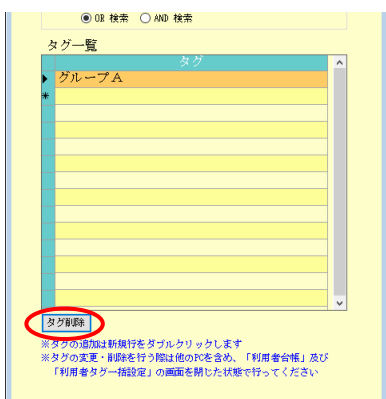 OR 検索 AND 検索
タグ一覧
タグ
グループA
*
タグ削除
※タグの追加は新規行をダブルクリックします
※タグの変更・削除を行う際は他のPCを含め、「利用者台帳」及び
「利用者タグ一括設定」の画面を閉じた状態で行ってください